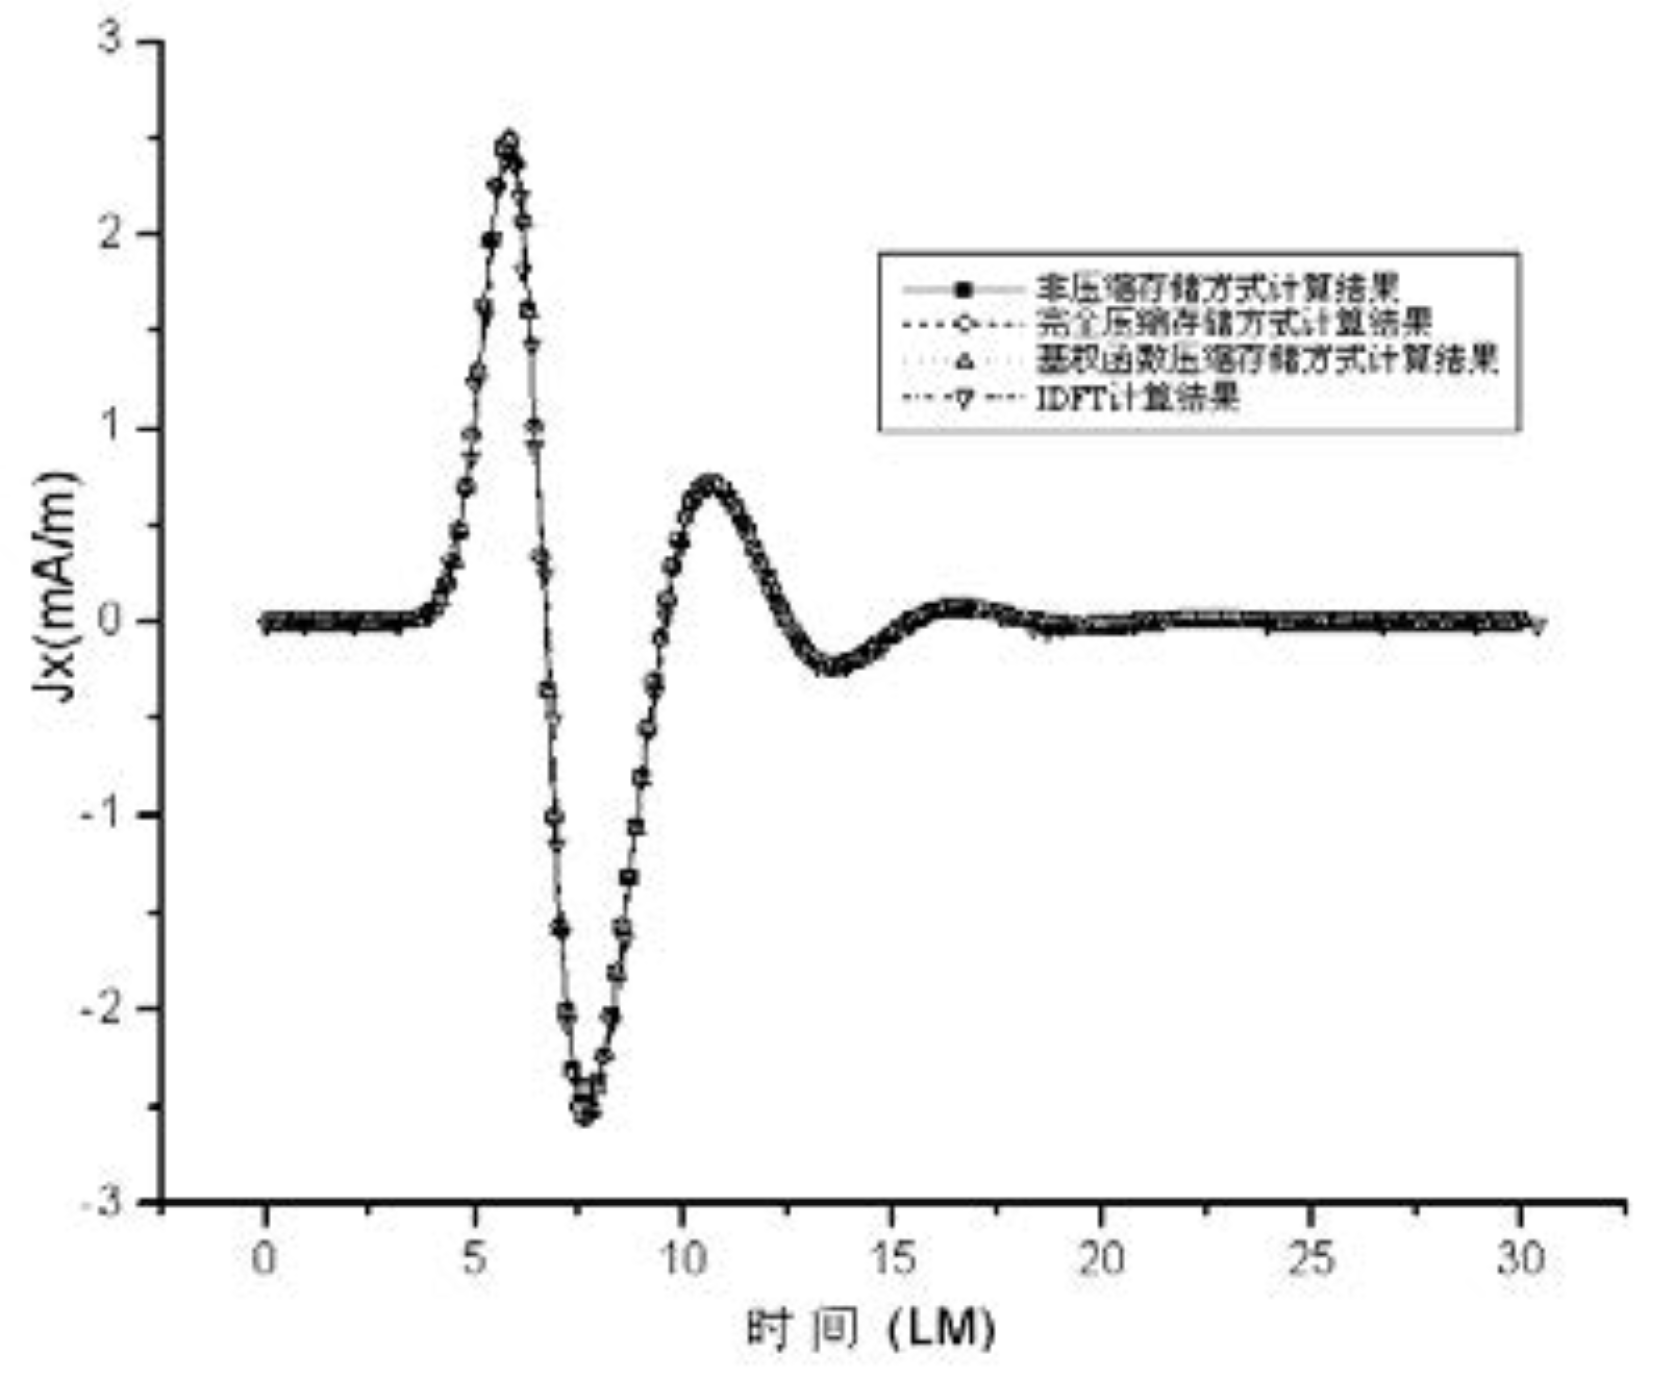 3
2
1
0
-1
-2
-3
Jx(mA/m)
非压缩存储方式计算结果
完全压缩存储方式计算结果
基权函数压缩存储方式计算结果
IDFT计算结果
0 5 10 15 20 25 30
时间 (LM)